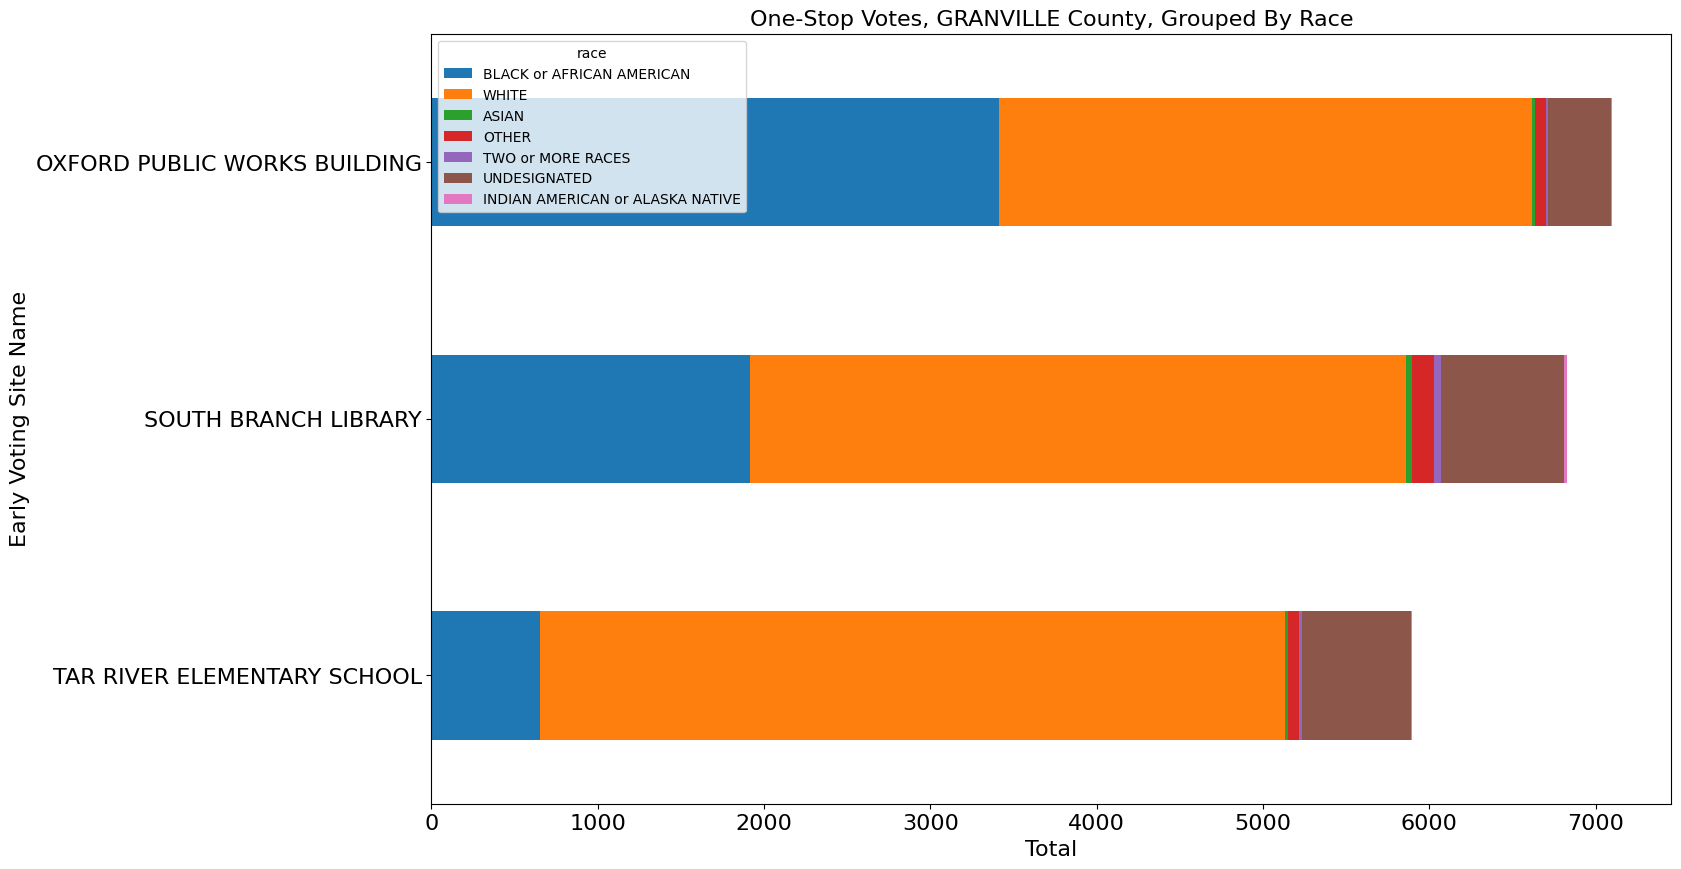 One-Stop Votes, GRANVILLE County, Grouped By Race
race
BLACK or AFRICAN AMERICAN
WHITE
ASIAN
OTHER
TWO or MORE RACES
UNDESIGNATED
INDIAN AMERICAN or ALASKA NATIVE
Early Voting Site Name
OXFORD PUBLIC WORKS BUILDING
SOUTH BRANCH LIBRARY
TAR RIVER ELEMENTARY SCHOOL
0 1000 2000 3000 4000 5000 6000 7000
Total